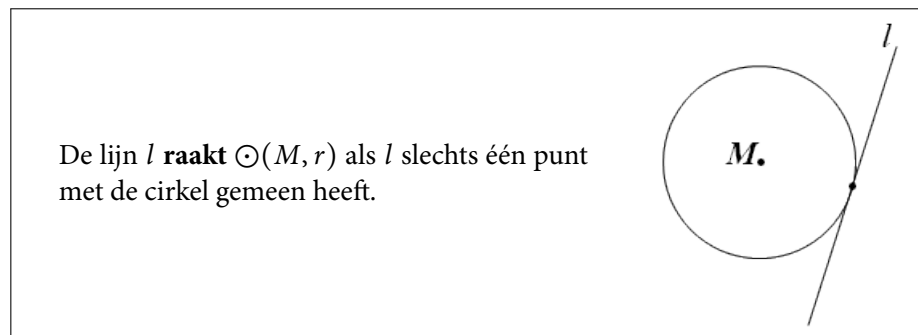 l
De lijn l raakt ⊙(M, r) als l slechts één punt
M.
met de cirkel gemeen heeft.